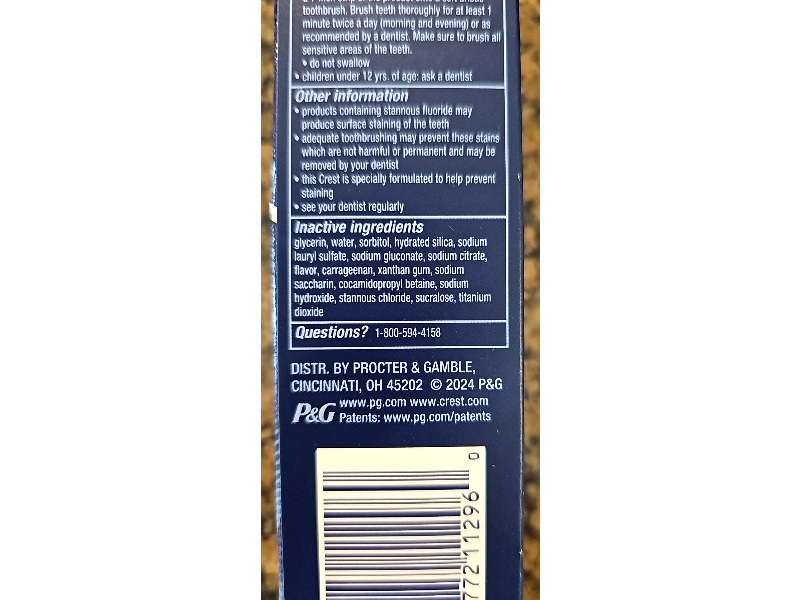 toothbrush. Brush teeth thoroughly for at least 1
minute twice a day (morning and evening) or as
recommended by a dentist. Make sure to brush all
sensitive areas of the teeth.
• do not swallow
• children under 12 yrs. of age: ask a dentist
Other information
• products containing stannous fluoride may
produce surface staining of the teeth
• adequate toothbrushing may prevent these stains
which are not harmful or permanent and may be
removed by your dentist
• this Crest is specially formulated to help prevent
staining
• see your dentist regularly
Inactive ingredients
glycerin, water, sorbitol, hydrated silica, sodium
lauryl sulfate, sodium gluconate, sodium citrate,
flavor, carrageenan, xanthan gum, sodium
saccharin, cocamidopropyl betaine, sodium
hydroxide, stannous chloride, sucralose, titanium
dioxide
Questions? 1-800-594-4158
DISTR. BY PROCTER & GAMBLE,
CINCINNATI, OH 45202 © 2024 P&G
P&G www.pg.com www.crest.com
Patents: www.pg.com/patents
0
77211296